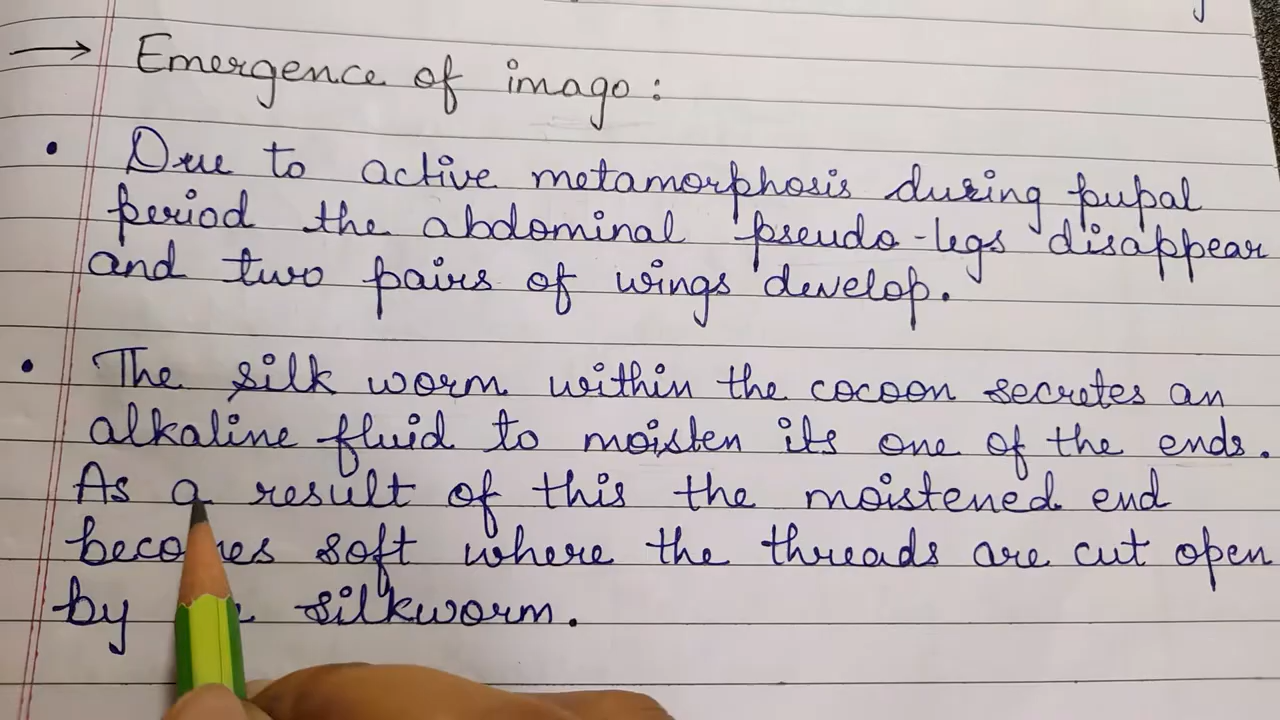 → Emergence of imago :
• Due to active metamorphosis during pupal
period the abdominal pseudo-legs disappear
and two pairs of wings develop.
• The silk worm within the cocoon secretes an
alkaline fluid to moisten its one of the ends.
As a result of this the moistened end
becomes soft where the threads are cut open
by silkworm.